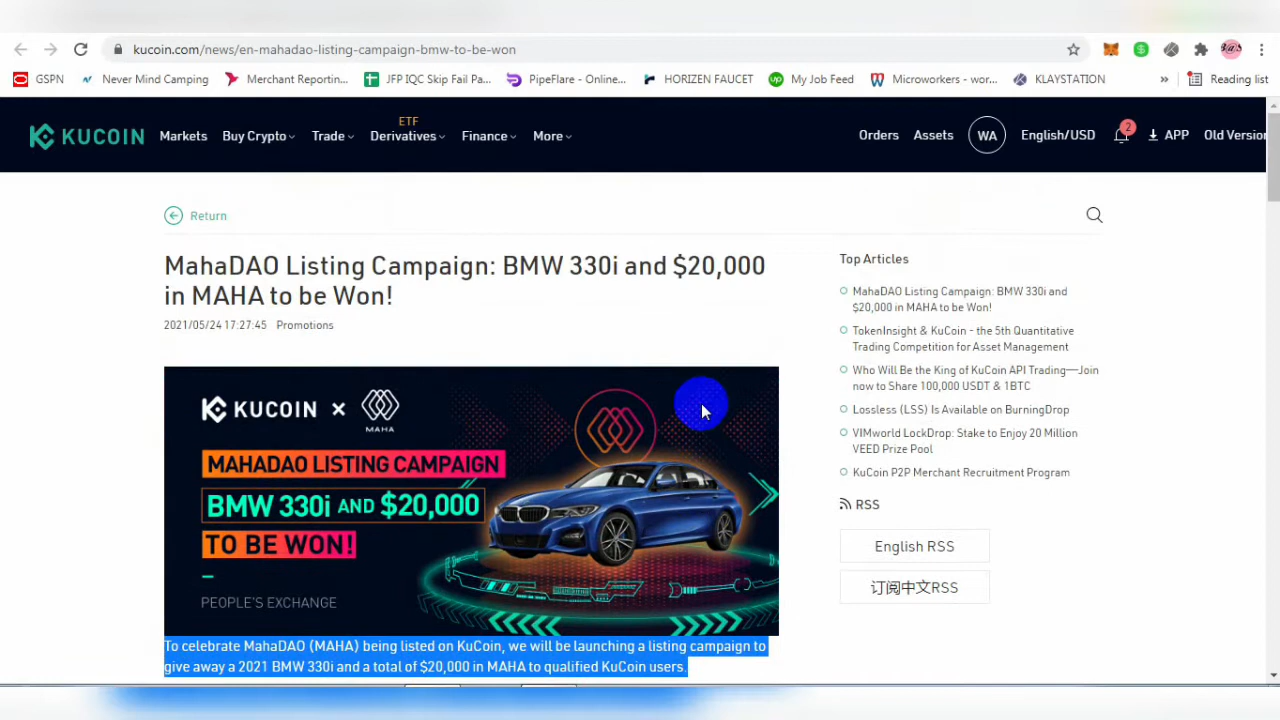 kucoin.com/news/en-mahadao-listing-campaign-bmw-to-be-won
GSPN
Never Mind Camping
Merchant Reportin...
JFP IQC Skip Fail Pa...
PipeFlare - Online...
HORIZEN FAUCET
My Job Feed
Microworkers - wor...
KLAYSTATION
»
Reading list
KUCOIN
Markets
Buy Crypto
Trade
ETF
Derivatives
Finance
More
Orders
Assets
WA
English/USD
2
APP
Old Version
Return
MahaDAO Listing Campaign: BMW 330i and $20,000
in MAHA to be Won!
2021/05/24 17:27:45 Promotions
KUCOIN × MAHA
MAHADAO LISTING CAMPAIGN
BMW 330i AND $20,000
TO BE WON!
PEOPLE'S EXCHANGE
To celebrate MahaDAO (MAHA) being listed on KuCoin, we will be launching a listing campaign to
give away a 2021 BMW 330i and a total of $20,000 in MAHA to qualified KuCoin users.
Top Articles
MahaDAO Listing Campaign: BMW 330i and
$20,000 in MAHA to be Won!
TokenInsight & KuCoin - the 5th Quantitative
Trading Competition for Asset Management
Who Will Be the King of KuCoin API Trading—Join
now to Share 100,000 USDT & 1BTC
Lossless (LSS) Is Available on BurningDrop
VIMworld LockDrop: Stake to Enjoy 20 Million
VEED Prize Pool
KuCoin P2P Merchant Recruitment Program
RSS
English RSS
订阅中文RSS